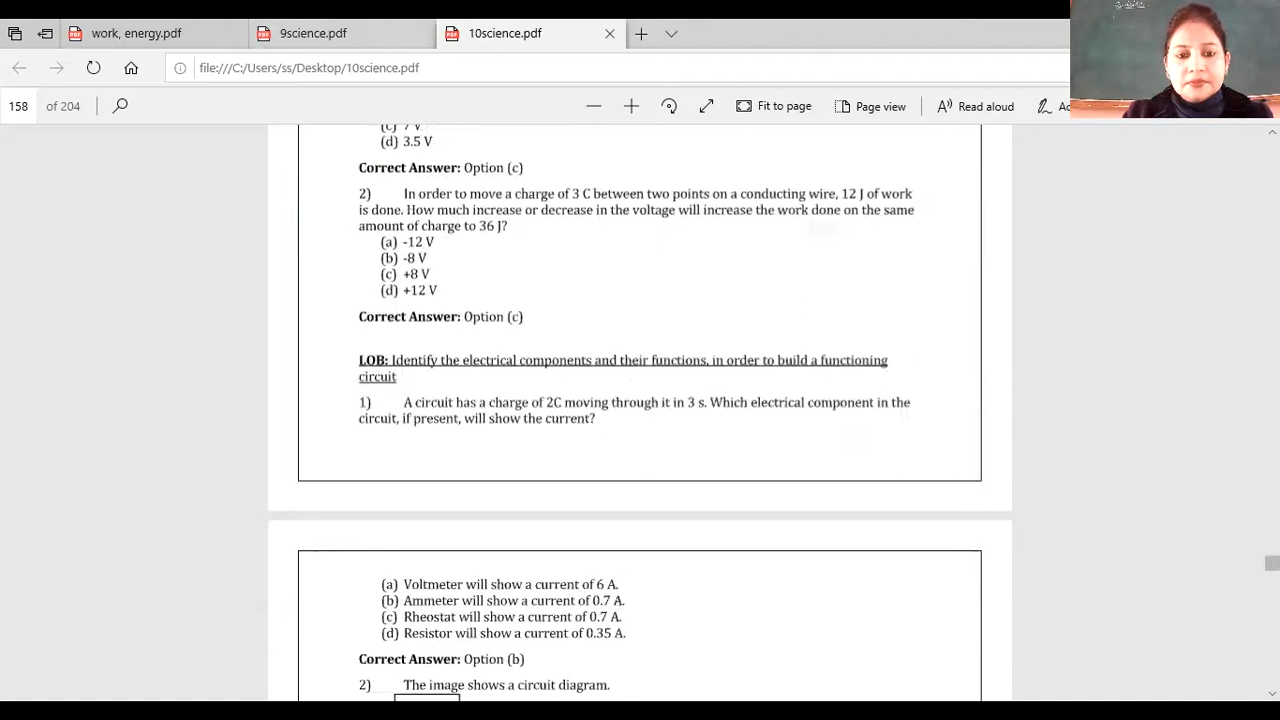 work, energy.pdf
9science.pdf
10science.pdf
file:///C:/Users/ss/Desktop/10science.pdf
158 of 204
Fit to page
Page view
Read aloud
(c) 7 V
(d) 3.5 V
Correct Answer: Option (c)
2) In order to move a charge of 3 C between two points on a conducting wire, 12 J of work
is done. How much increase or decrease in the voltage will increase the work done on the same
amount of charge to 36 J?
(a) -12 V
(b) -8 V
(c) +8 V
(d) +12 V
Correct Answer: Option (c)
LOB: Identify the electrical components and their functions, in order to build a functioning
circuit
1) A circuit has a charge of 2C moving through it in 3 s. Which electrical component in the
circuit, if present, will show the current?
(a) Voltmeter will show a current of 6 A.
(b) Ammeter will show a current of 0.7 A.
(c) Rheostat will show a current of 0.7 A.
(d) Resistor will show a current of 0.35 A.
Correct Answer: Option (b)
2) The image shows a circuit diagram.